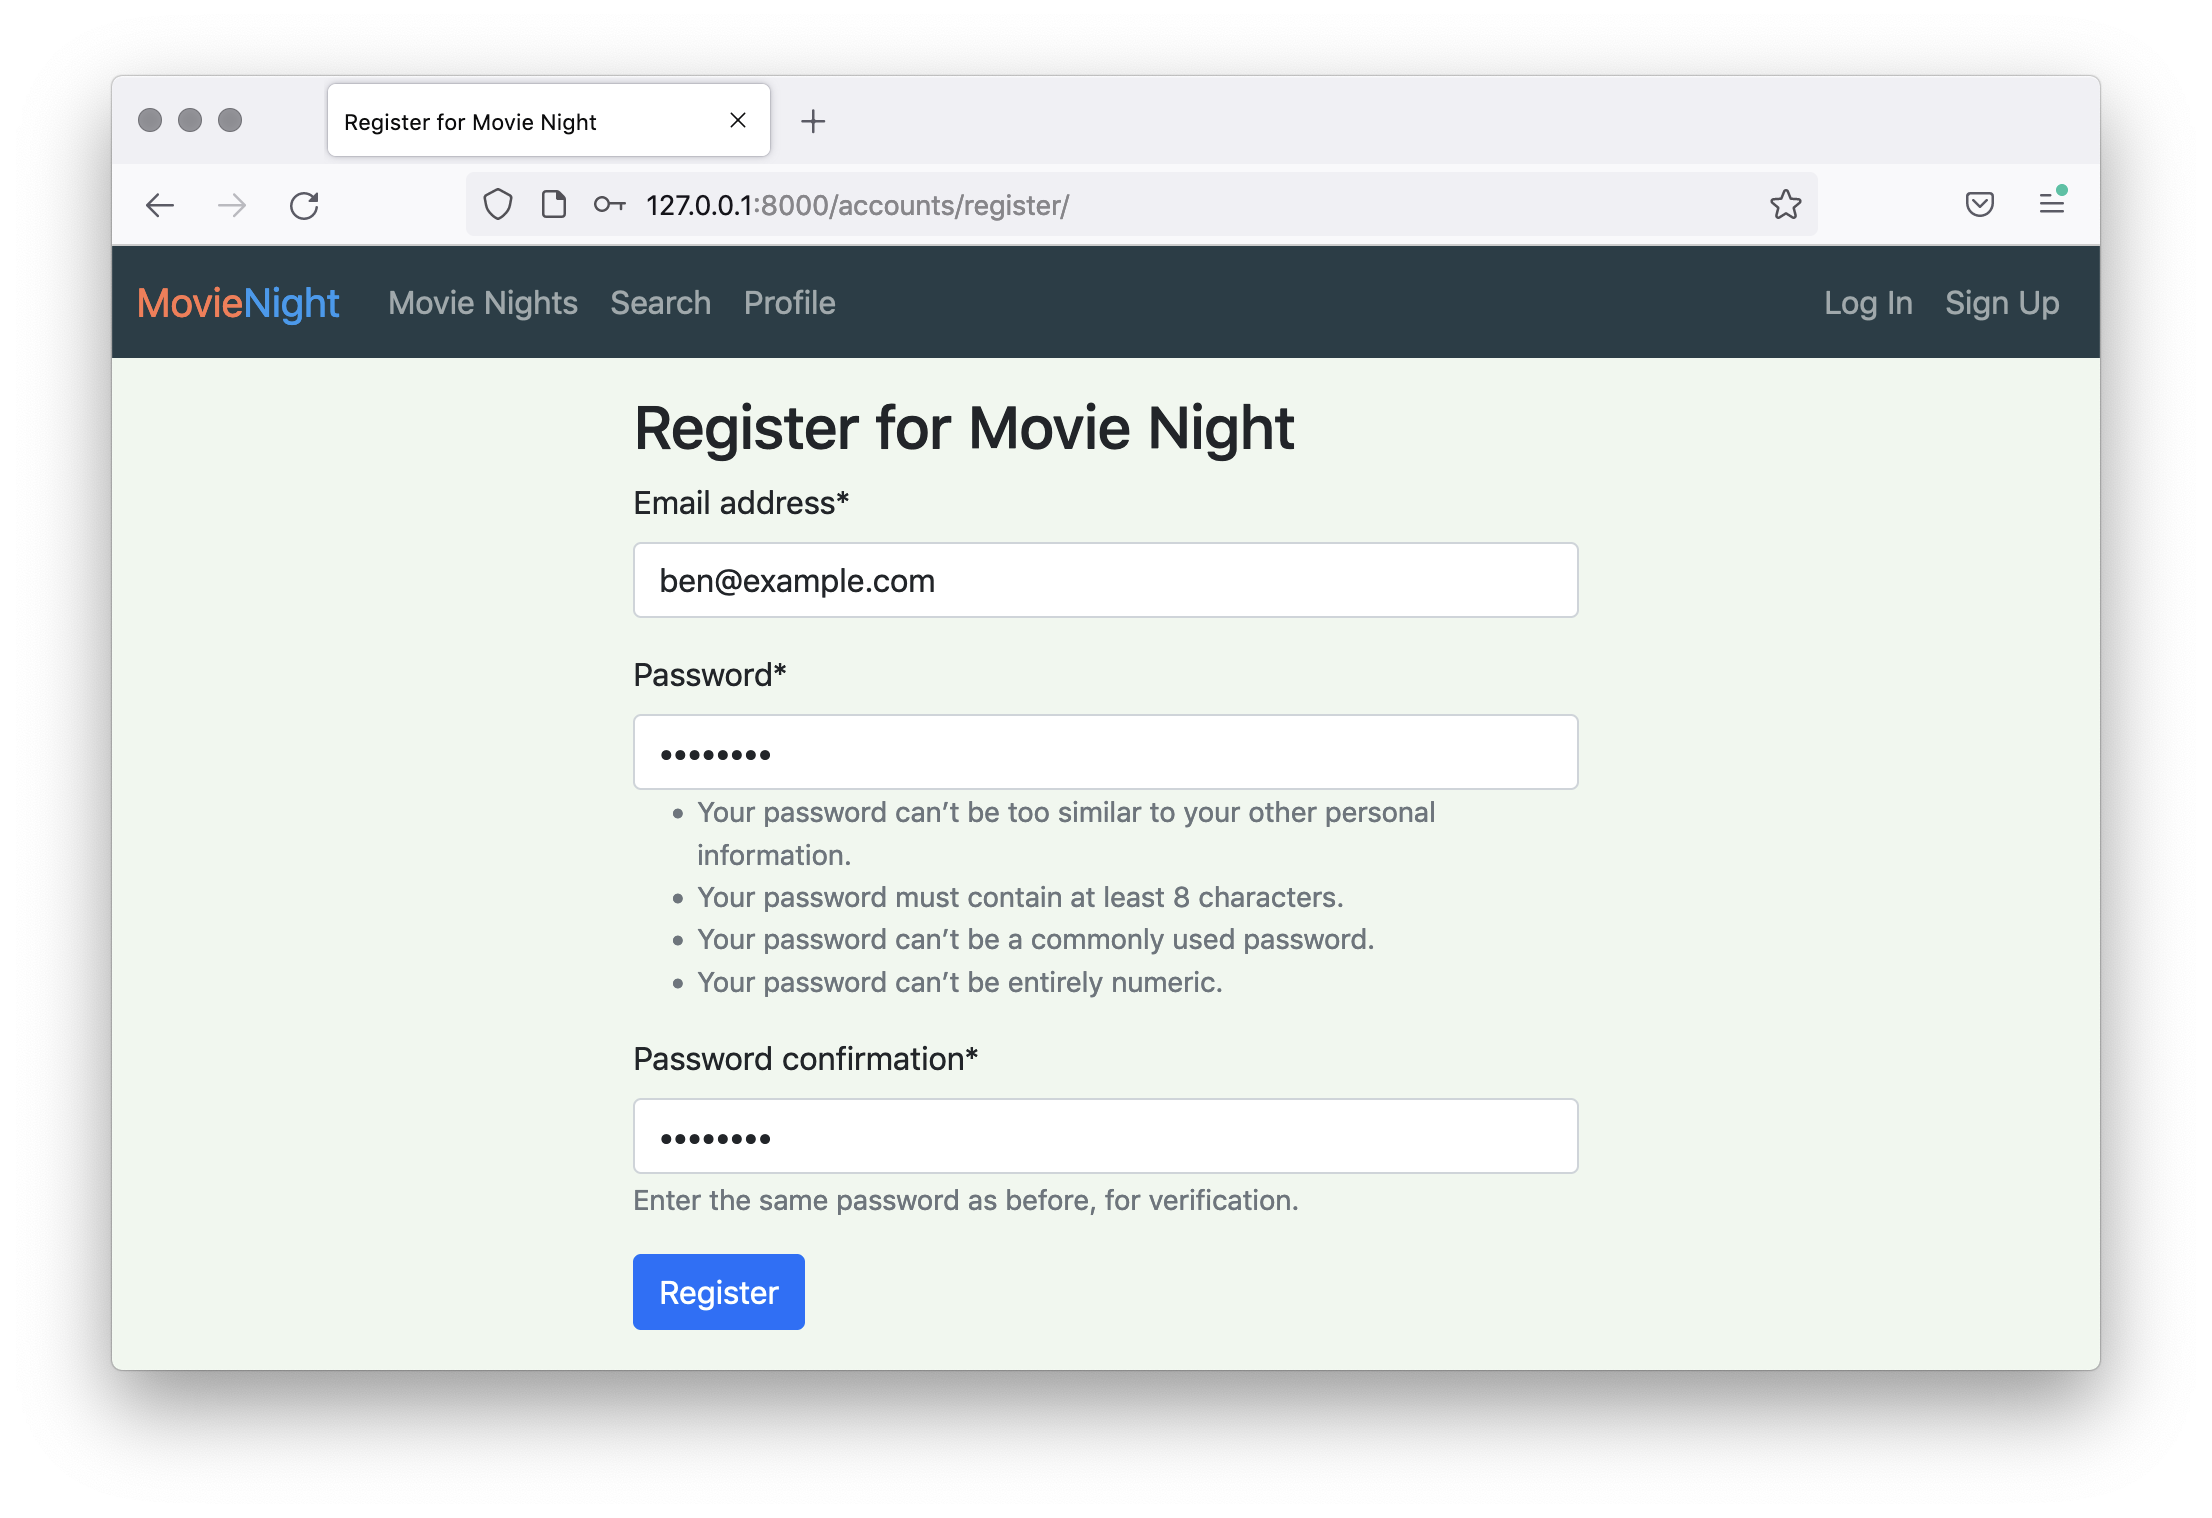 Register for Movie Night
127.0.0.1:8000/accounts/register/
MovieNight Movie Nights Search Profile Log In Sign Up
Register for Movie Night
Email address*
ben@example.com
Password*
••••••••
• Your password can’t be too similar to your other personal
information.
• Your password must contain at least 8 characters.
• Your password can’t be a commonly used password.
• Your password can’t be entirely numeric.
Password confirmation*
••••••••
Enter the same password as before, for verification.
Register